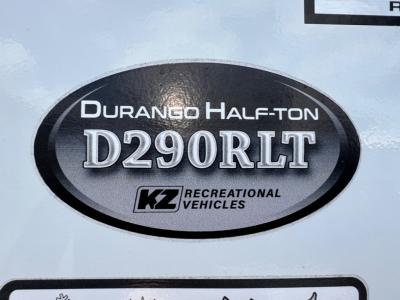 R
DURANGO HALF-TON
D290RLT
KZ RECREATIONAL
VEHICLES